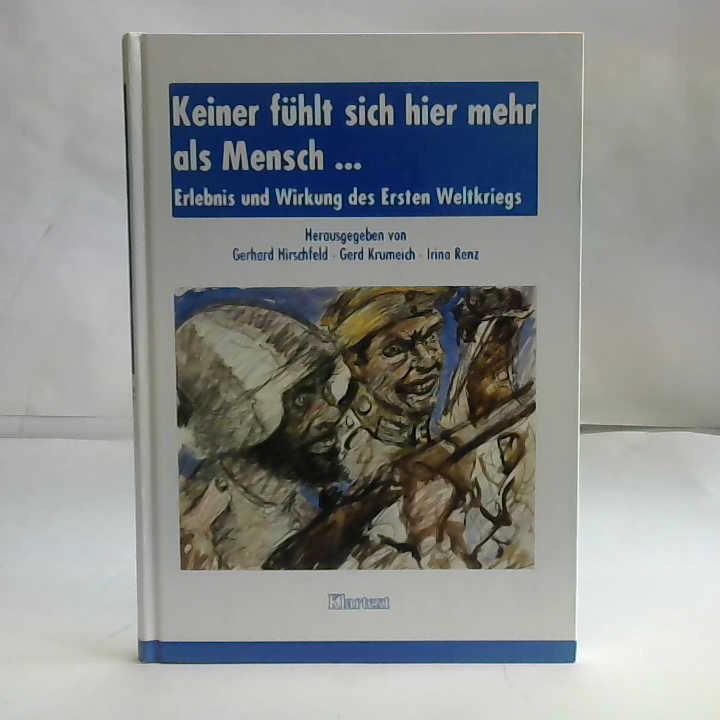 Keiner fühlt sich hier mehr
als Mensch ...
Erlebnis und Wirkung des Ersten Weltkriegs
Herausgegeben von
Gerhard Hirschfeld · Gerd Krumeich · Irina Renz
Klartext